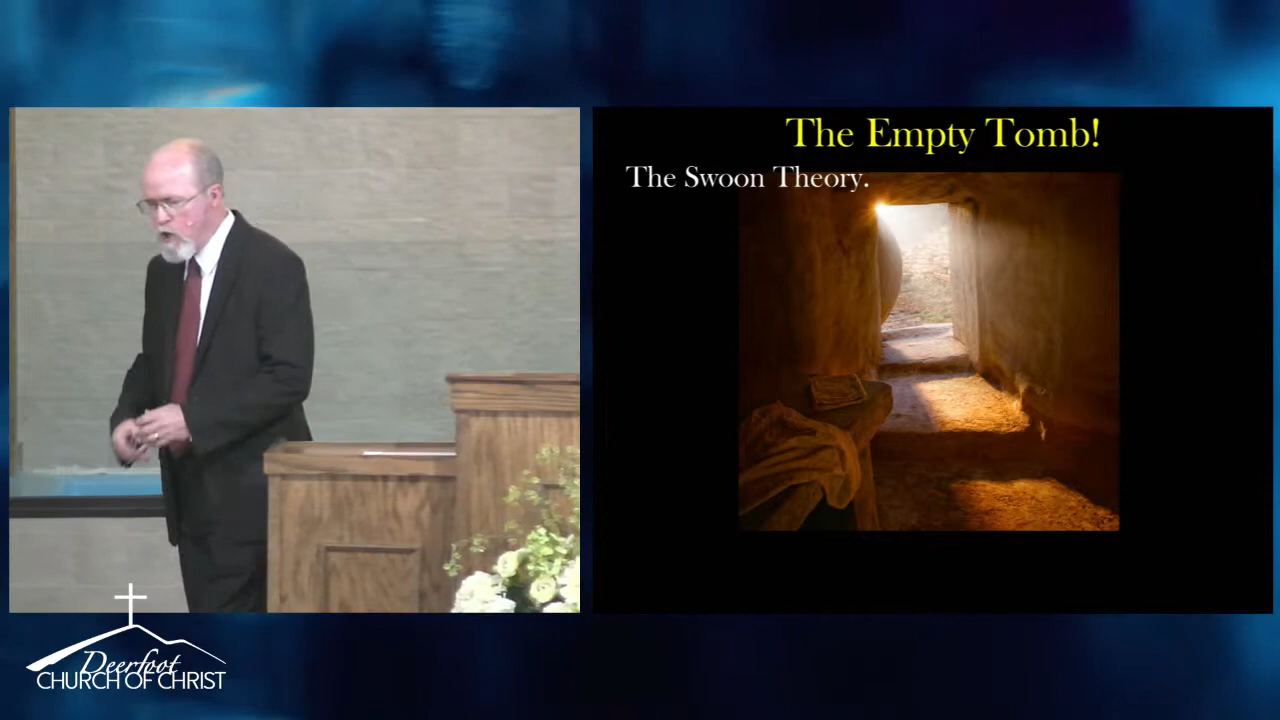 The Empty Tomb!
The Swoon Theory.
Deerfoot
CHURCH OF CHRIST